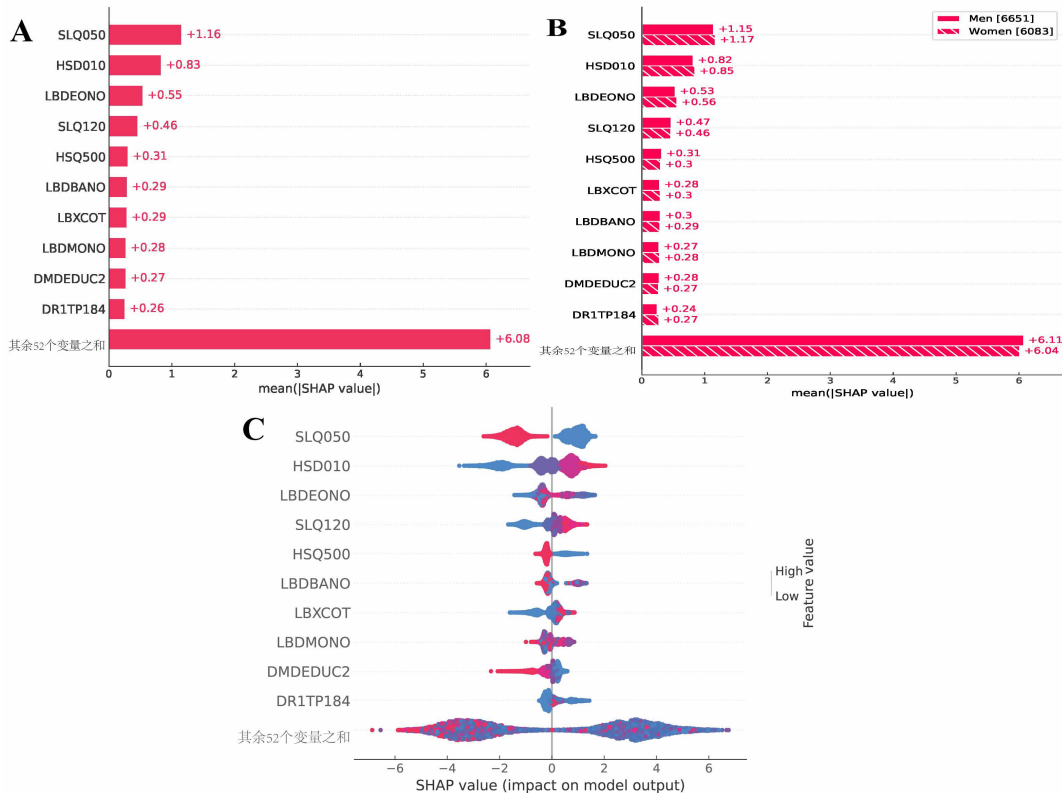 A
SLQ050
+1.16
HSD010
+0.83
LBDEONO
+0.55
SLQ120
+0.46
HSQ500
+0.31
LBDBANO
+0.29
LBXCOT
+0.29
LBDMONO
+0.28
DMDEDUC2
+0.27
DR1TP184
+0.26
其余52个变量之和
+6.08
0 1 2 3 4 5 6
mean(|SHAP value|)
B
Men [6651]
Women [6083]
SLQ050
+1.15
+1.17
HSD010
+0.82
+0.85
LBDEONO
+0.53
+0.56
SLQ120
+0.47
+0.46
HSQ500
+0.31
+0.3
LBXCOT
+0.28
+0.3
LBDBANO
+0.3
+0.29
LBDMONO
+0.27
+0.28
DMDEDUC2
+0.28
+0.27
DR1TP184
+0.24
+0.27
其余52个变量之和
+6.11
+6.04
0 1 2 3 4 5 6
mean(|SHAP value|)
C
SLQ050
HSD010
LBDEONO
SLQ120
HSQ500
LBDBANO
LBXCOT
LBDMONO
DMDEDUC2
DR1TP184
其余52个变量之和
−6 −4 −2 0 2 4 6
SHAP value (impact on model output)
High
Low
Feature value